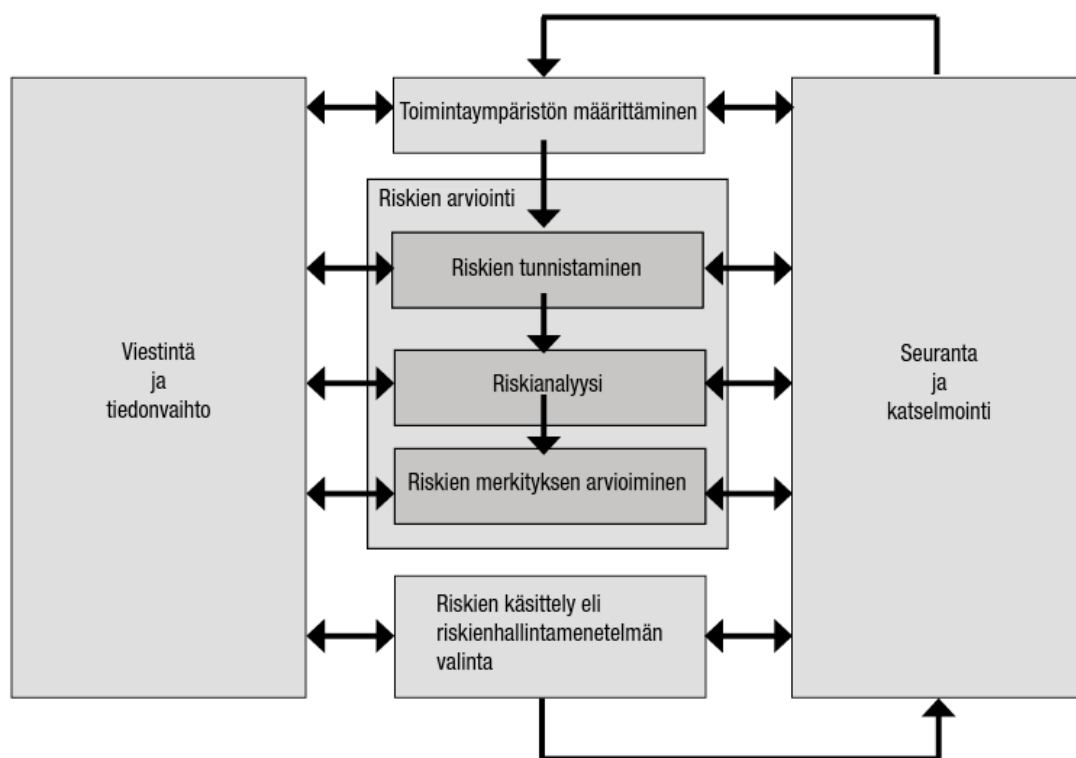 Toimintaympäristön määrittäminen
Riskien arviointi
Riskien tunnistaminen
Viestintä
ja
tiedonvaihto
Riskianalyysi
Seuranta
ja
katselmointi
Riskien merkityksen arvioiminen
Riskien käsittely eli
riskienhallintamenetelmän
valinta